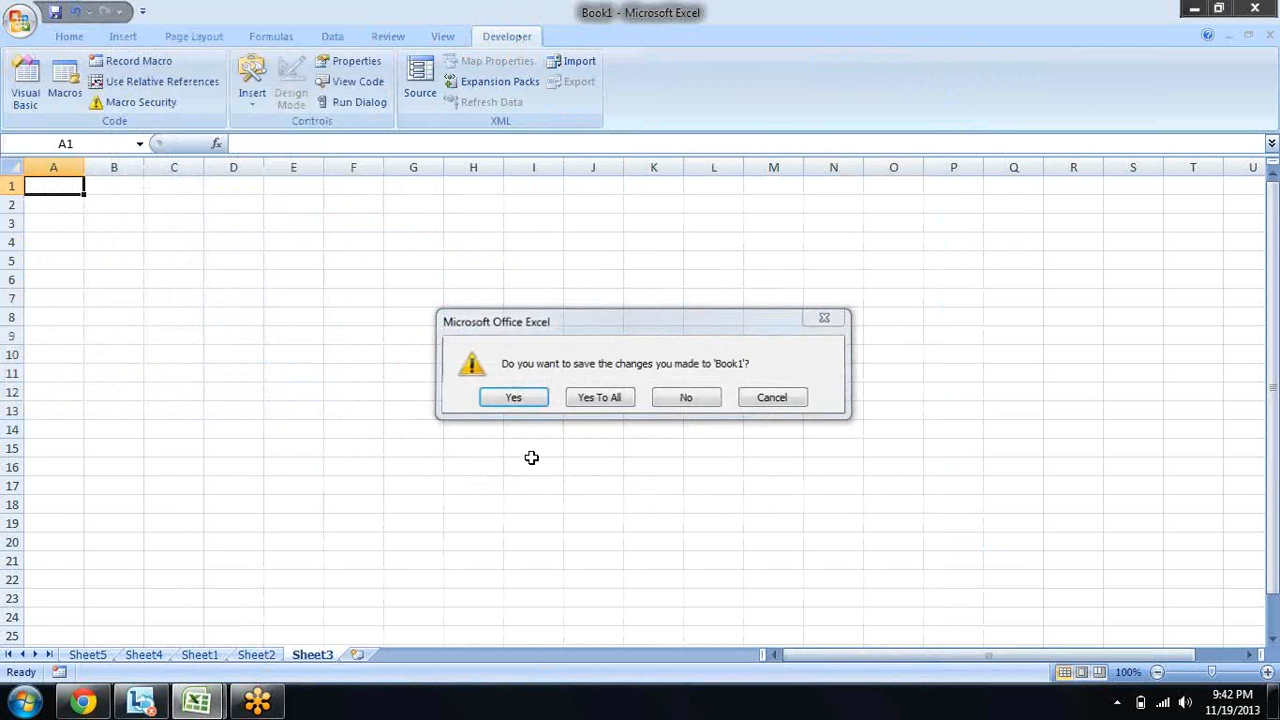 Book1 - Microsoft Excel
Home Insert Page Layout Formulas Data Review View Developer
Record Macro
Use Relative References
Macro Security
Visual Basic
Macros
Code
Insert
Design Mode
Properties
View Code
Run Dialog
Controls
Source
Map Properties
Expansion Packs
Refresh Data
Import
Export
XML
A1
fx
A B C D E F G H I J K L M N O P Q R S T U
1
2
3
4
5
6
7
8
9
10
11
12
13
14
15
16
17
18
19
20
21
22
23
24
25
Microsoft Office Excel
Do you want to save the changes you made to 'Book1'?
Yes Yes To All No Cancel
Sheet5 Sheet4 Sheet1 Sheet2 Sheet3
Ready
100%
9:42 PM
11/19/2013